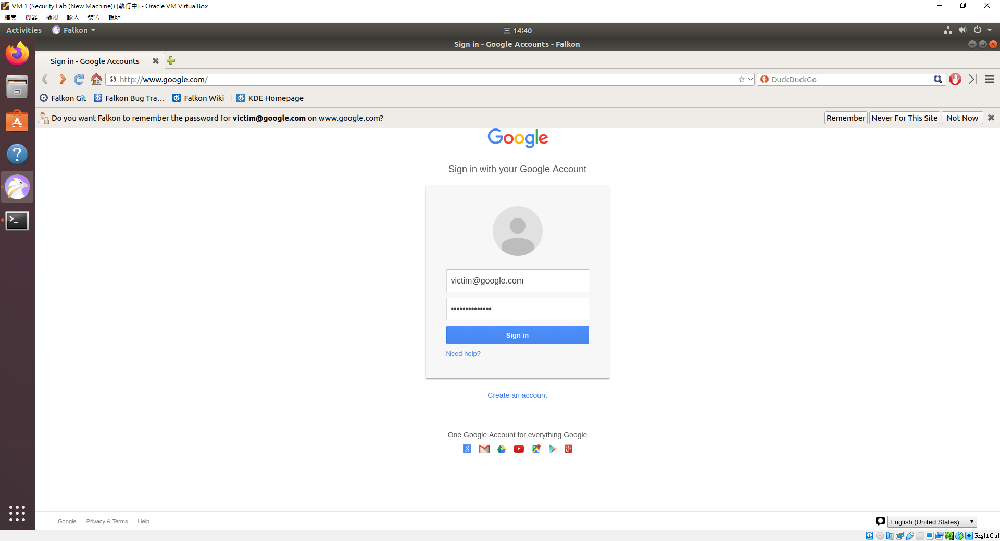 VM 1 (Security Lab (New Machine)) [執行中] - Oracle VM VirtualBox
檔案 機器 檢視 輸入 裝置 說明
Activities Falkon 三 14:40
Sign in - Google Accounts - Falkon
Sign in - Google Accounts
http://www.google.com/ DuckDuckGo
Falkon Git Falkon Bug Tra... Falkon Wiki KDE Homepage
Do you want Falkon to remember the password for victim@google.com on www.google.com? Remember Never For This Site Not Now
Google
Sign in with your Google Account
victim@google.com
••••••••••••••
Sign in
Need help?
Create an account
One Google Account for everything Google
Google Privacy & Terms Help English (United States)
Right Ctrl